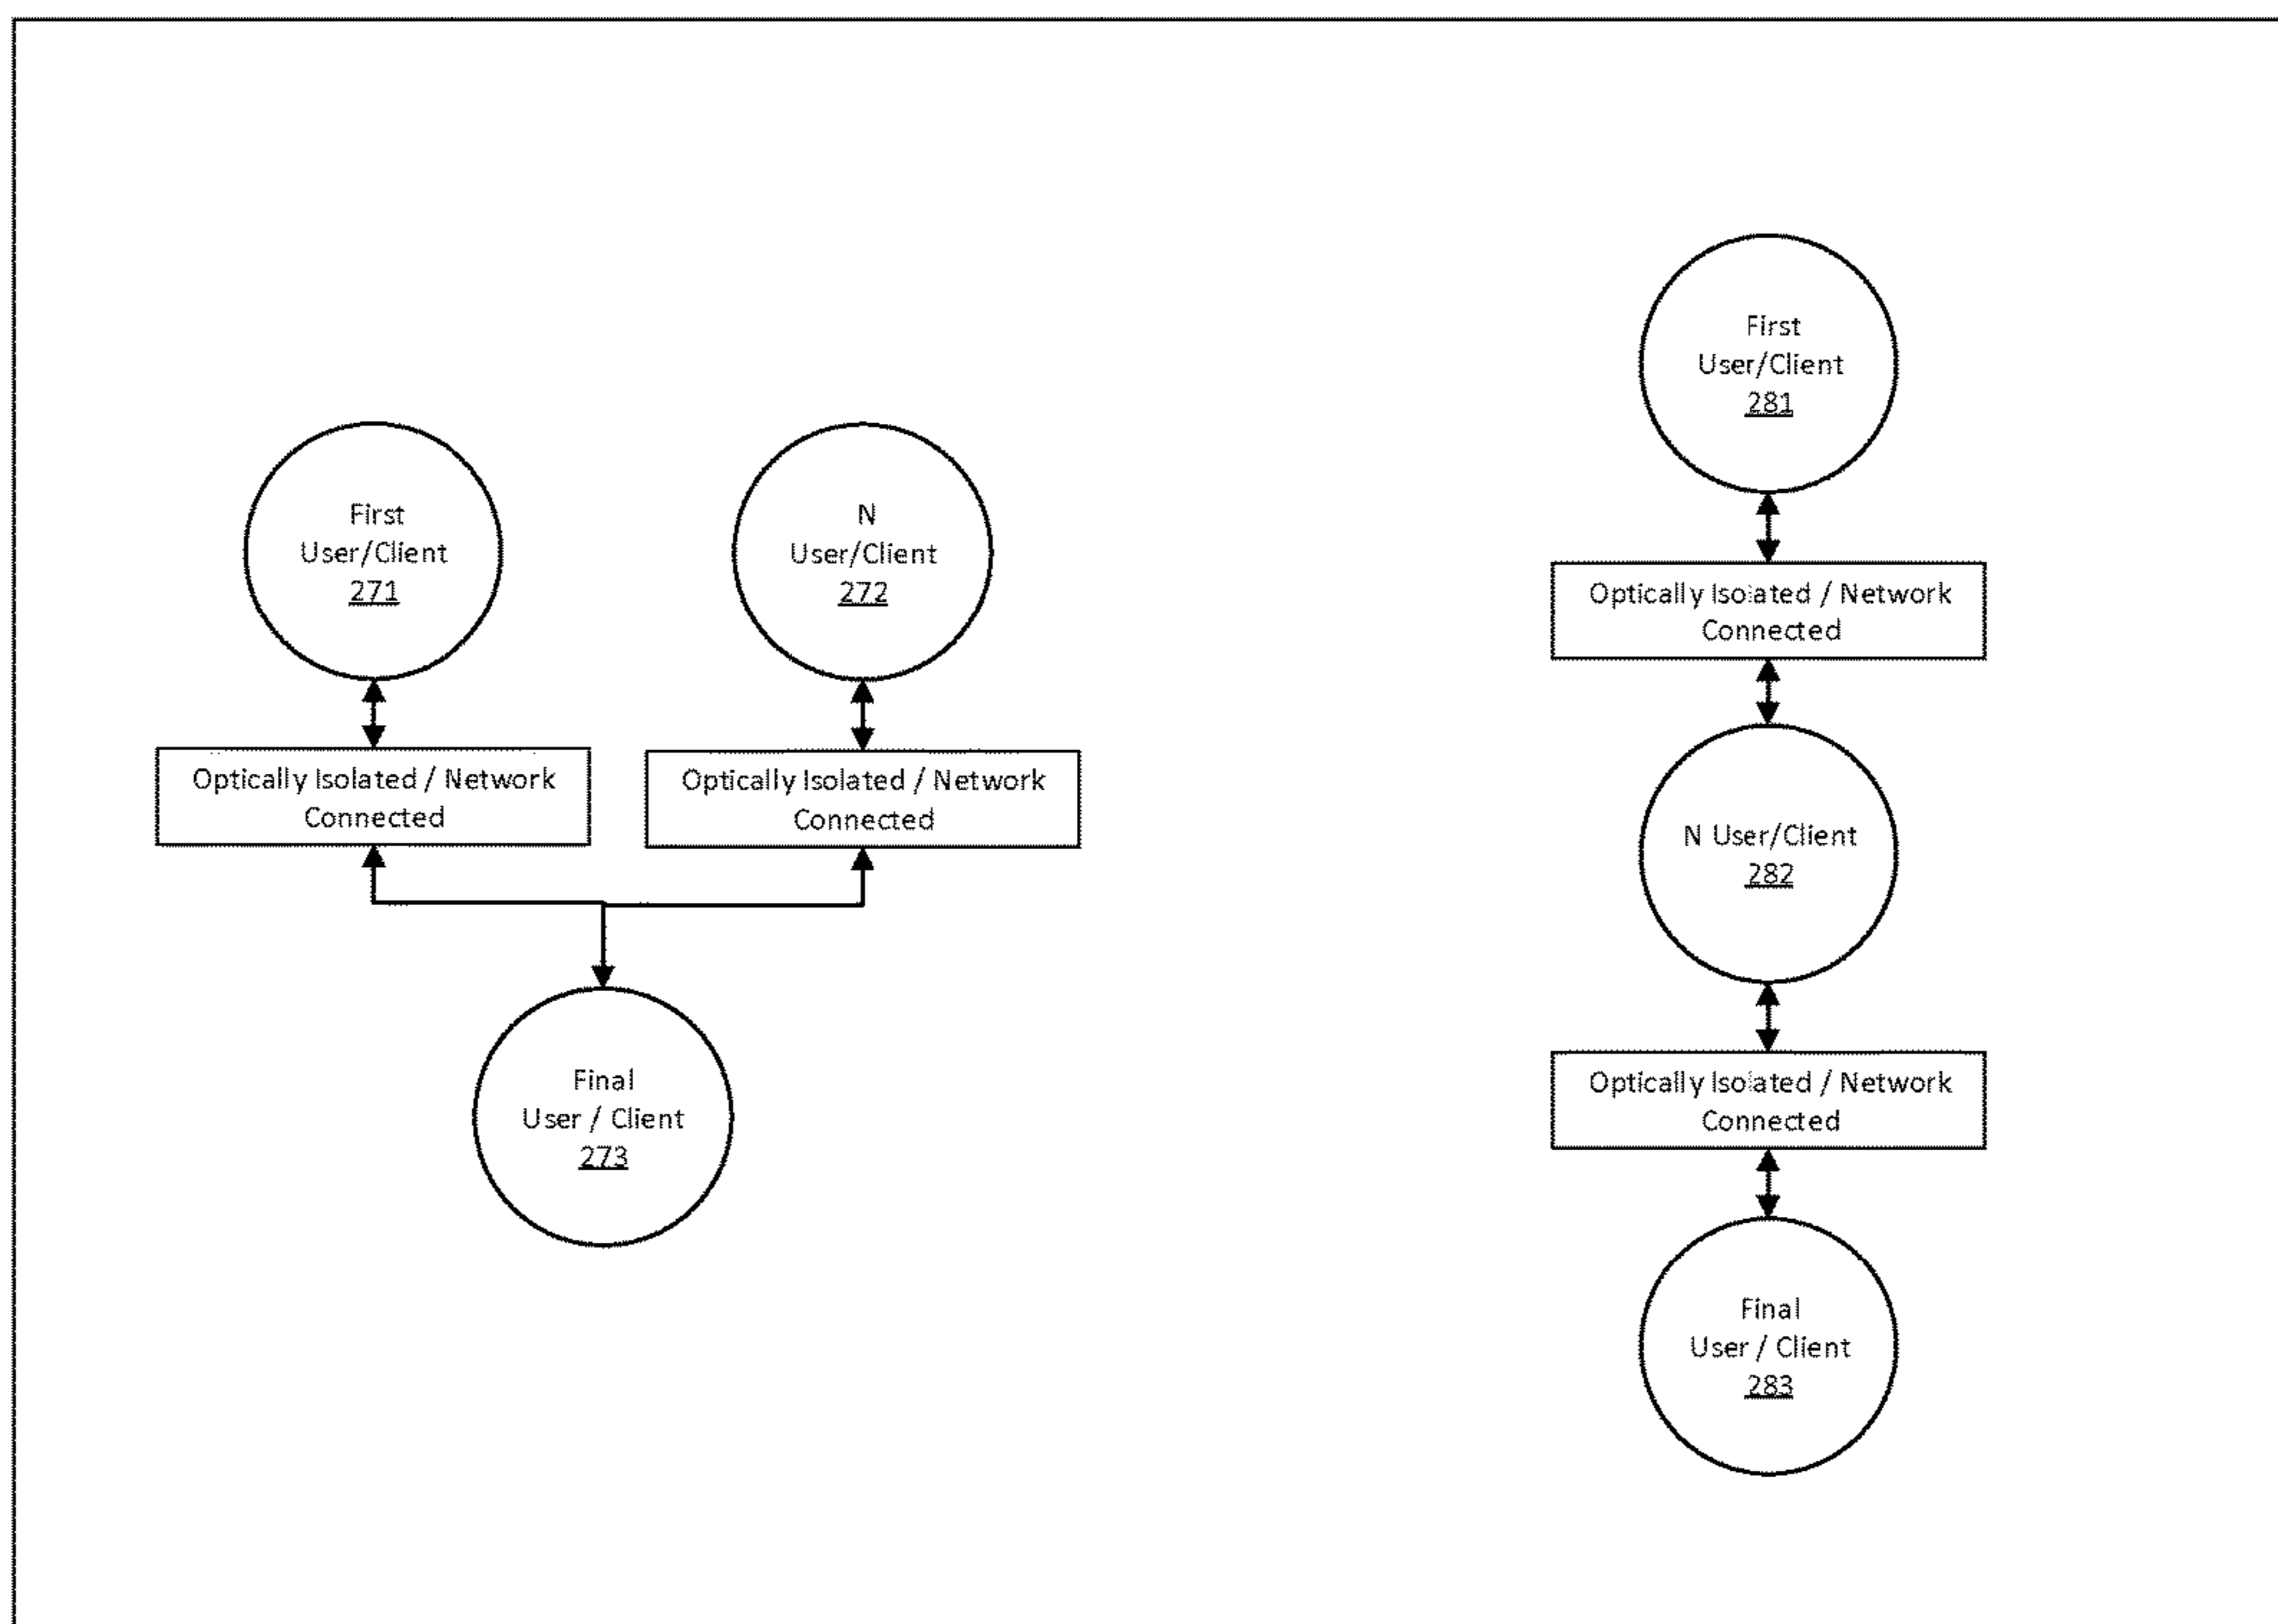 First
User/Client
271
N
User/Client
272
Optically Isolated / Network
Connected
Optically Isolated / Network
Connected
Final
User / Client
273
First
User/Client
281
Optically Isolated / Network
Connected
N User/Client
282
Optically Isolated / Network
Connected
Final
User / Client
283